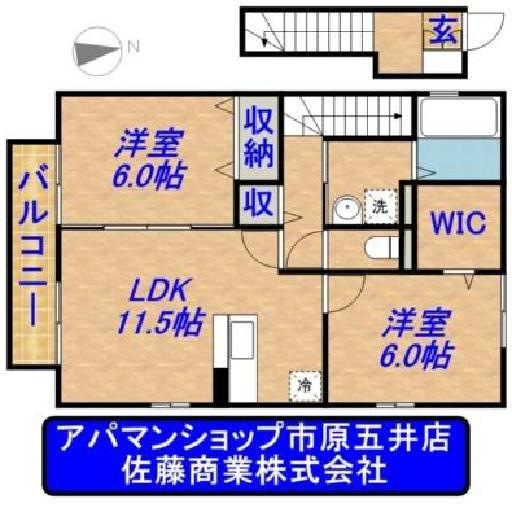 N
玄
洋室
6.0帖
収納
収
バルコニー
洗
WIC
LDK
11.5帖
洋室
6.0帖
冷
アパマンショップ市原五井店
佐藤商業株式会社